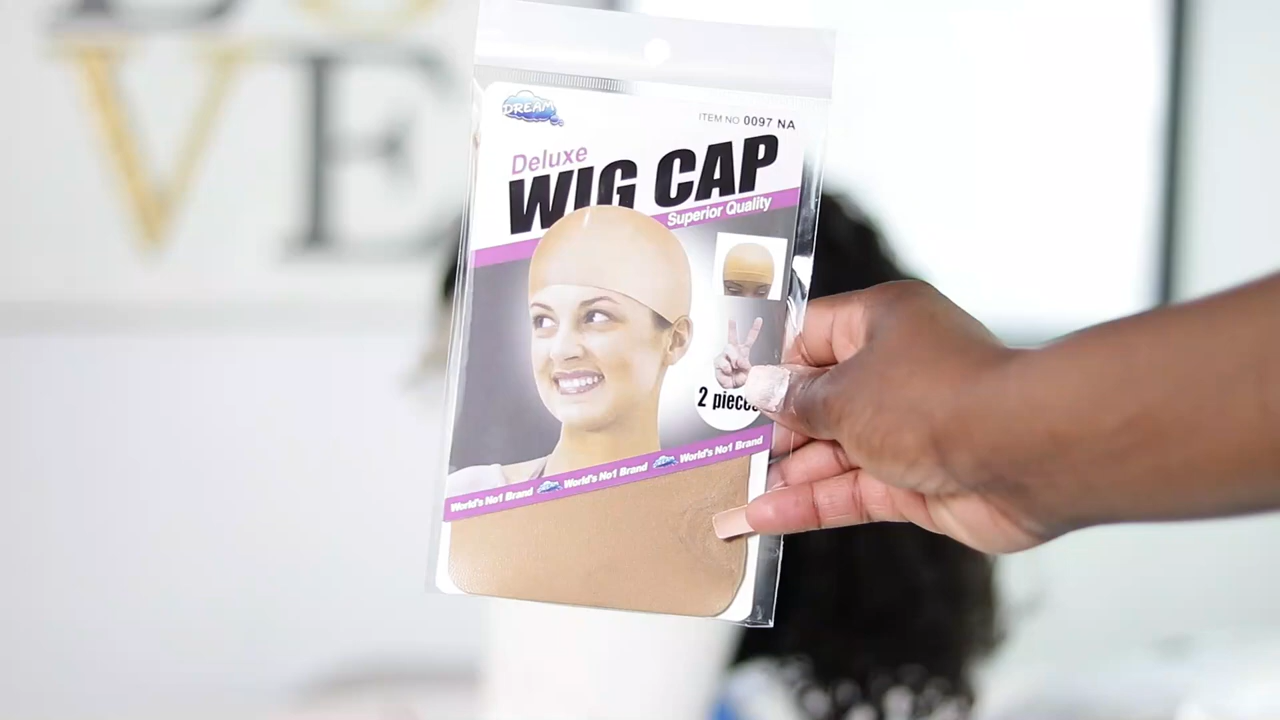 VE
DREAM
ITEM NO 0097 NA
Deluxe
WIG CAP
Superior Quality
2 pieces
World's No1 Brand World's No1 Brand World's No1 Brand